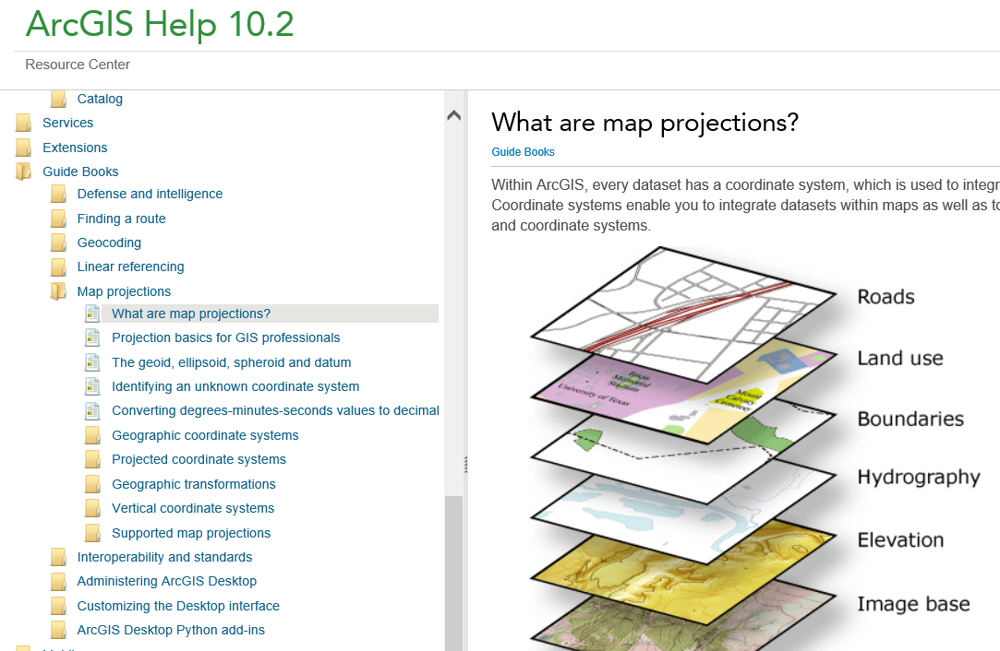 ArcGIS Help 10.2
Resource Center
Catalog
Services
Extensions
Guide Books
Defense and intelligence
Finding a route
Geocoding
Linear referencing
Map projections
What are map projections?
Projection basics for GIS professionals
The geoid, ellipsoid, spheroid and datum
Identifying an unknown coordinate system
Converting degrees-minutes-seconds values to decimal
Geographic coordinate systems
Projected coordinate systems
Geographic transformations
Vertical coordinate systems
Supported map projections
Interoperability and standards
Administering ArcGIS Desktop
Customizing the Desktop interface
ArcGIS Desktop Python add-ins
What are map projections?
Guide Books
Within ArcGIS, every dataset has a coordinate system, which is used to integr
Coordinate systems enable you to integrate datasets within maps as well as to
and coordinate systems.
Roads
Land use
Texas
Memorial
Stadium
University of Texas
Mount
Calvary
Cemetery
Boundaries
Hydrography
Elevation
Image base